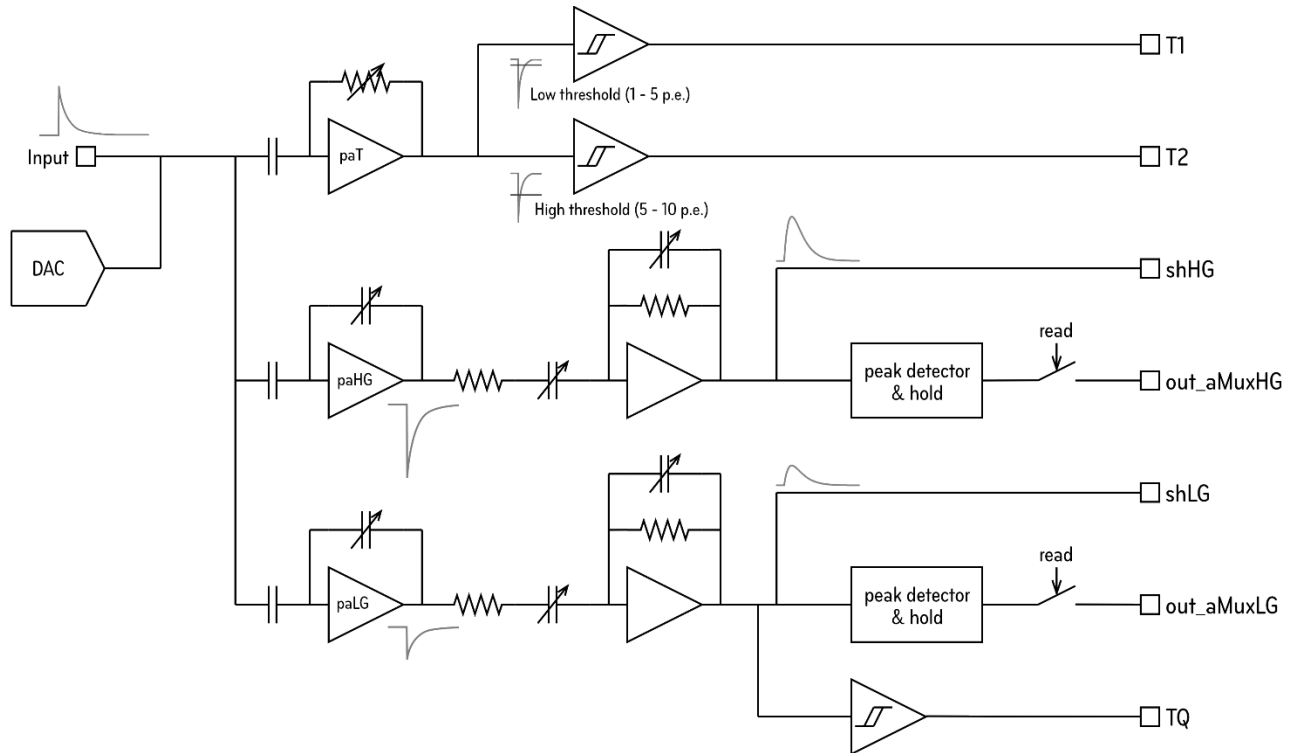 T1
Low threshold (1 - 5 p.e.)
Input
paT
T2
High threshold (5 - 10 p.e.)
DAC
shHG
read
paHG
peak detector
& hold
out_aMuxHG
shLG
read
paLG
peak detector
& hold
out_aMuxLG
TQ